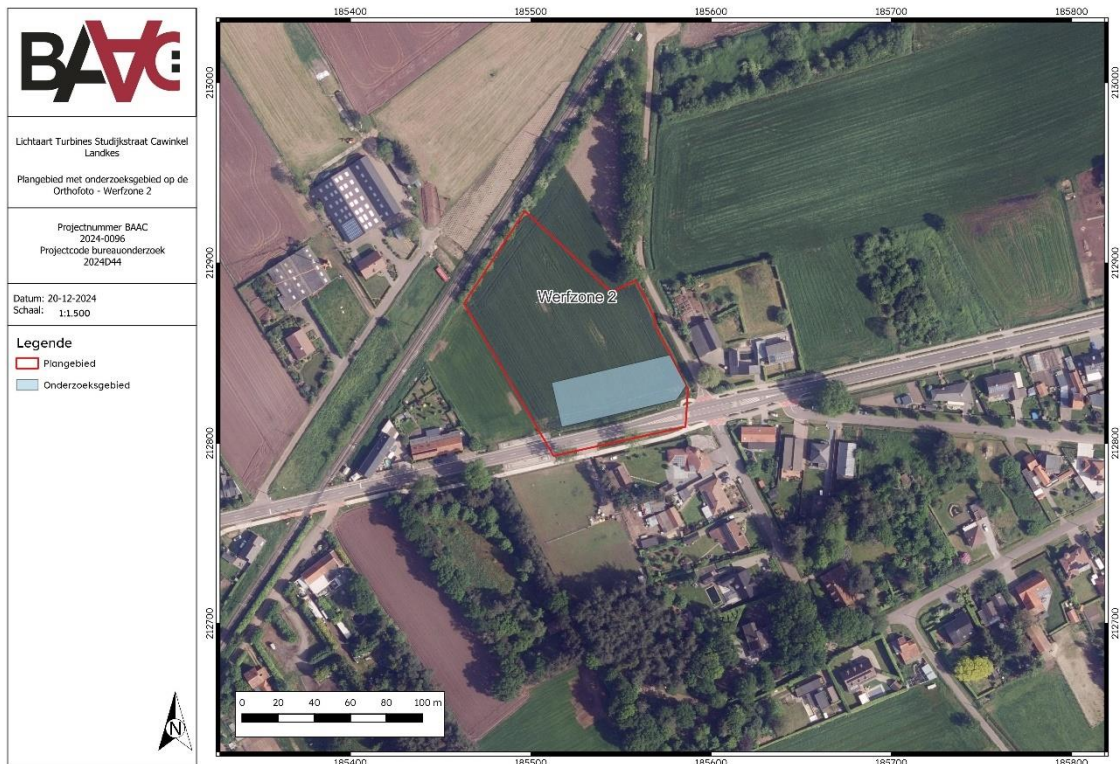 BAAC
Lichtaart Turbines Studijkstraat Cawinkel
Landkes
Plangebied met onderzoeksgebied op de
Orthofoto - Werfzone 2
Projectnummer BAAC
2024-0096
Projectcode bureauonderzoek
2024D44
Datum: 20-12-2024
Schaal: 1:1.500
Legende
Plangebied
Onderzoeksgebied
N
185400 185500 185600 185700 185800
213000 213000
212900 212900
Werfzone 2
212800 212800
212700 212700
0 20 40 60 80 100 m
185400 185500 185600 185700 185800